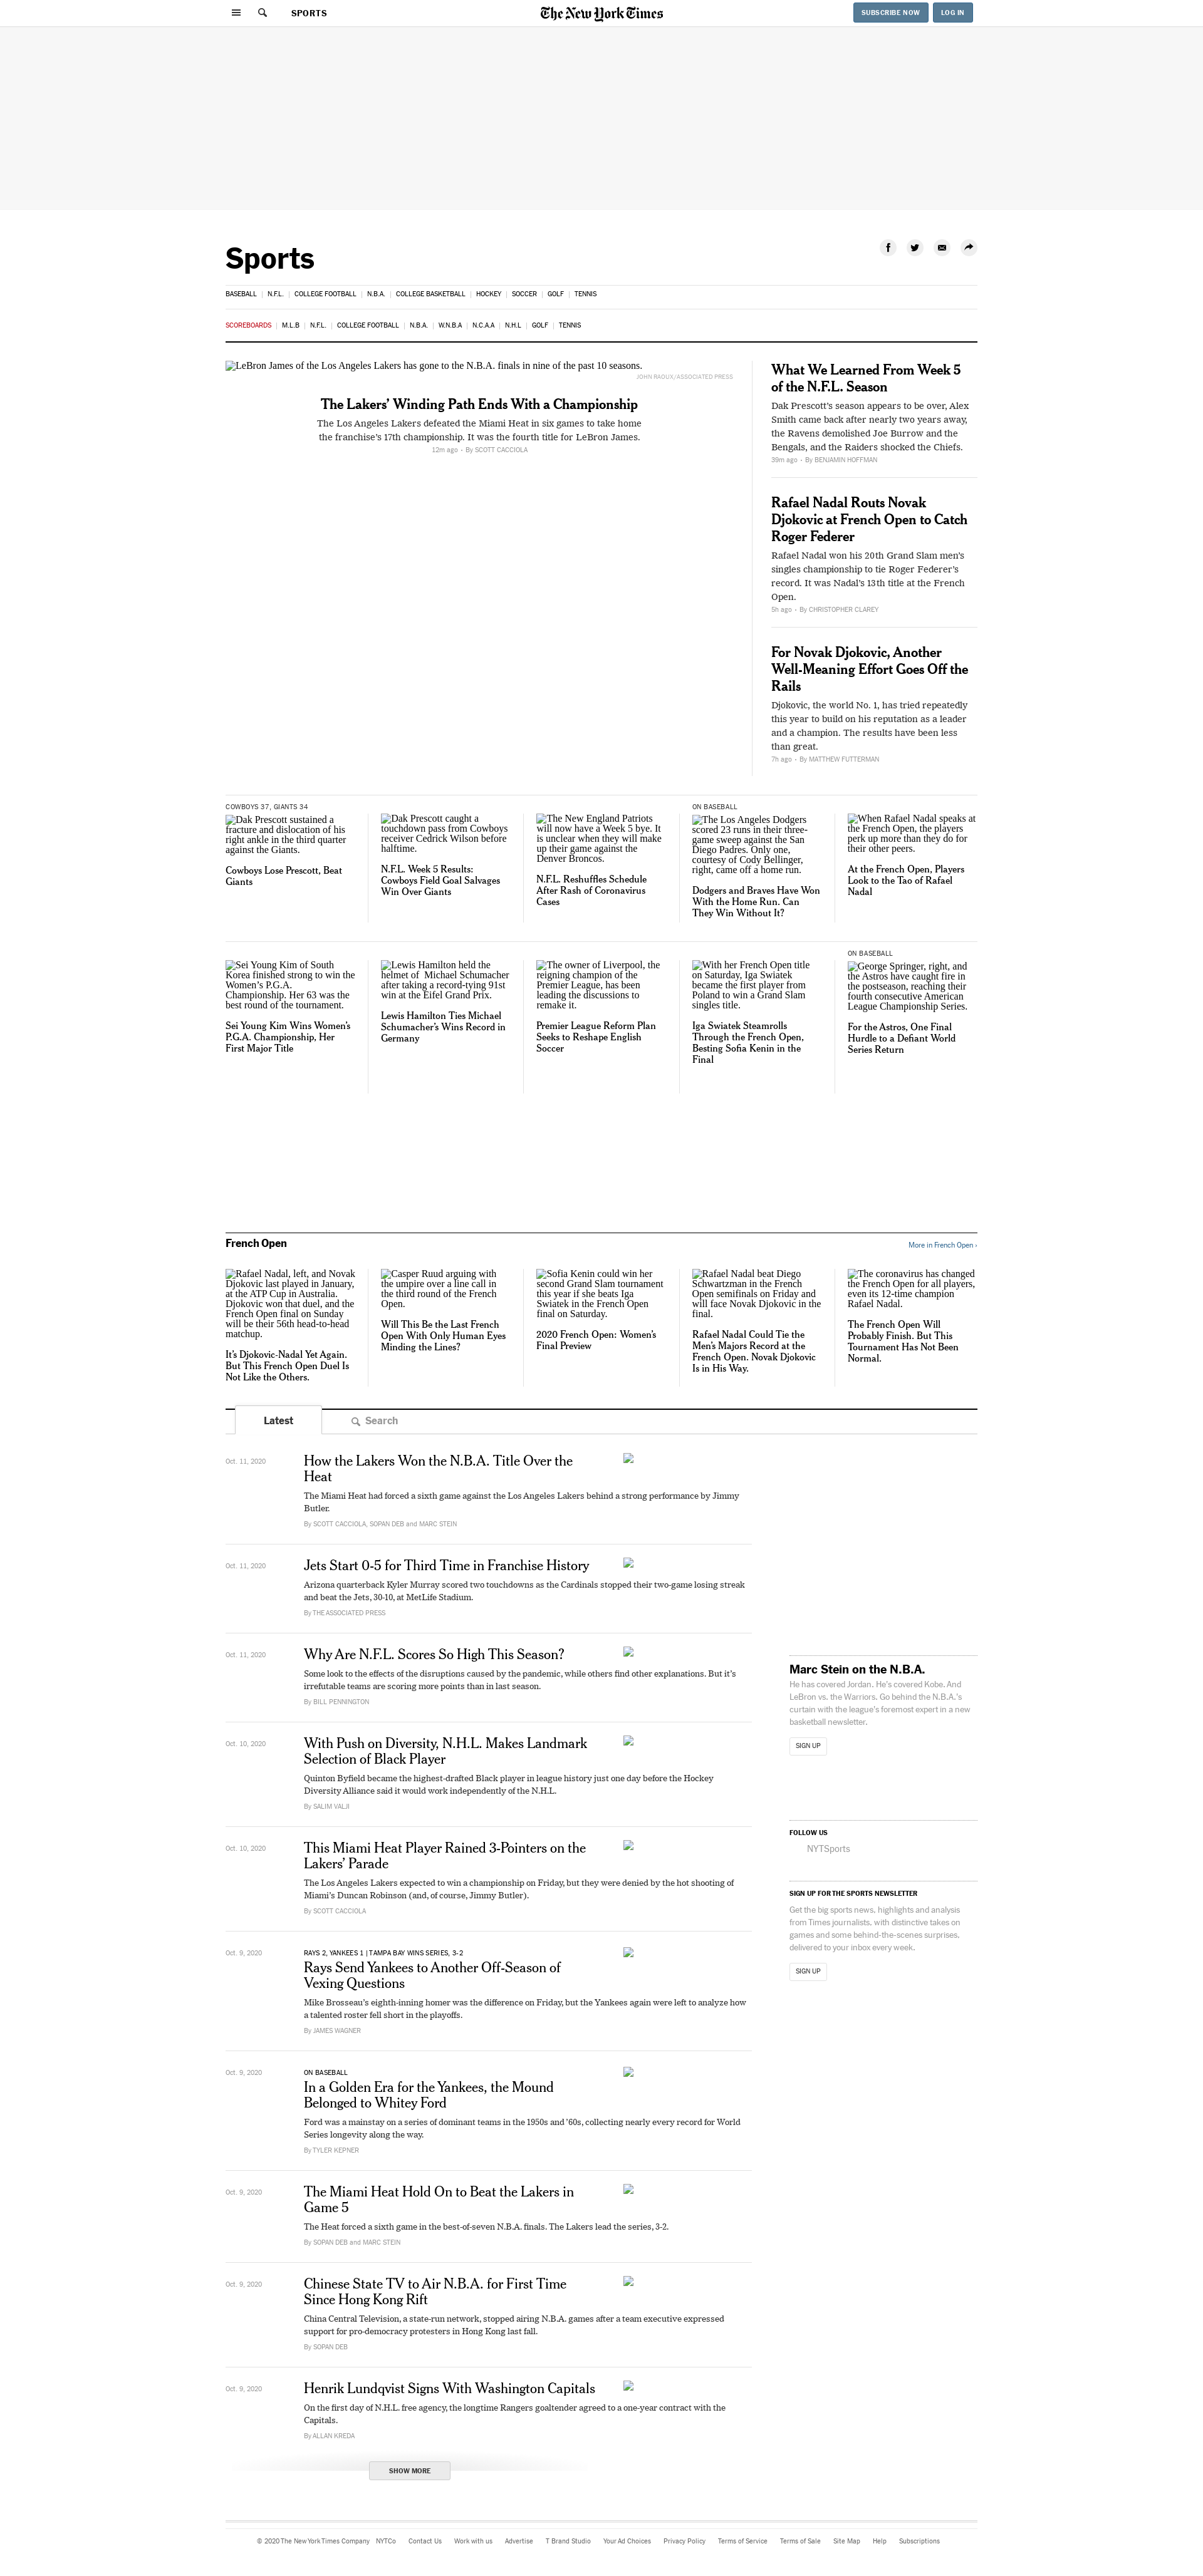 SPORTS
The New York Times
SUBSCRIBE NOW
LOG IN
Sports
BASEBALL
N.F.L.
COLLEGE FOOTBALL
N.B.A.
COLLEGE BASKETBALL
HOCKEY
SOCCER
GOLF
TENNIS
SCOREBOARDS
M.L.B
N.F.L.
COLLEGE FOOTBALL
N.B.A.
W.N.B.A
N.C.A.A
N.H.L
GOLF
TENNIS
LeBron James of the Los Angeles Lakers has gone to the N.B.A. finals in nine of the past 10 seasons.
JOHN RAOUX/ASSOCIATED PRESS
The Lakers’ Winding Path Ends With a Championship
The Los Angeles Lakers defeated the Miami Heat in six games to take home
the franchise’s 17th championship. It was the fourth title for LeBron James.
12m ago • By SCOTT CACCIOLA
What We Learned From Week 5
of the N.F.L. Season
Dak Prescott’s season appears to be over, Alex
Smith came back after nearly two years away,
the Ravens demolished Joe Burrow and the
Bengals, and the Raiders shocked the Chiefs.
39m ago • By BENJAMIN HOFFMAN
Rafael Nadal Routs Novak
Djokovic at French Open to Catch
Roger Federer
Rafael Nadal won his 20th Grand Slam men’s
singles championship to tie Roger Federer’s
record. It was Nadal’s 13th title at the French
Open.
5h ago • By CHRISTOPHER CLAREY
For Novak Djokovic, Another
Well-Meaning Effort Goes Off the
Rails
Djokovic, the world No. 1, has tried repeatedly
this year to build on his reputation as a leader
and a champion. The results have been less
than great.
7h ago • By MATTHEW FUTTERMAN
COWBOYS 37, GIANTS 34
Dak Prescott sustained a
fracture and dislocation of his
right ankle in the third quarter
against the Giants.
Cowboys Lose Prescott, Beat
Giants
Dak Prescott caught a
touchdown pass from Cowboys
receiver Cedrick Wilson before
halftime.
N.F.L. Week 5 Results:
Cowboys Field Goal Salvages
Win Over Giants
The New England Patriots
will now have a Week 5 bye. It
is unclear when they will make
up their game against the
Denver Broncos.
N.F.L. Reshuffles Schedule
After Rash of Coronavirus
Cases
ON BASEBALL
The Los Angeles Dodgers
scored 23 runs in their three-
game sweep against the San
Diego Padres. Only one,
courtesy of Cody Bellinger,
right, came off a home run.
Dodgers and Braves Have Won
With the Home Run. Can
They Win Without It?
When Rafael Nadal speaks at
the French Open, the players
perk up more than they do for
their other peers.
At the French Open, Players
Look to the Tao of Rafael
Nadal
Sei Young Kim of South
Korea finished strong to win the
Women’s P.G.A.
Championship. Her 63 was the
best round of the tournament.
Sei Young Kim Wins Women’s
P.G.A. Championship, Her
First Major Title
Lewis Hamilton held the
helmet of Michael Schumacher
after taking a record-tying 91st
win at the Eifel Grand Prix.
Lewis Hamilton Ties Michael
Schumacher’s Wins Record in
Germany
The owner of Liverpool, the
reigning champion of the
Premier League, has been
leading the discussions to
remake it.
Premier League Reform Plan
Seeks to Reshape English
Soccer
With her French Open title
on Saturday, Iga Swiatek
became the first player from
Poland to win a Grand Slam
singles title.
Iga Swiatek Steamrolls
Through the French Open,
Besting Sofia Kenin in the
Final
ON BASEBALL
George Springer, right, and
the Astros have caught fire in
the postseason, reaching their
fourth consecutive American
League Championship Series.
For the Astros, One Final
Hurdle to a Defiant World
Series Return
French Open
More in French Open ›
Rafael Nadal, left, and Novak
Djokovic last played in January,
at the ATP Cup in Australia.
Djokovic won that duel, and the
French Open final on Sunday
will be their 56th head-to-head
matchup.
It’s Djokovic-Nadal Yet Again.
But This French Open Duel Is
Not Like the Others.
Casper Ruud arguing with
the umpire over a line call in
the third round of the French
Open.
Will This Be the Last French
Open With Only Human Eyes
Minding the Lines?
Sofia Kenin could win her
second Grand Slam tournament
this year if she beats Iga
Swiatek in the French Open
final on Saturday.
2020 French Open: Women’s
Final Preview
Rafael Nadal beat Diego
Schwartzman in the French
Open semifinals on Friday and
will face Novak Djokovic in the
final.
Rafael Nadal Could Tie the
Men’s Majors Record at the
French Open. Novak Djokovic
Is in His Way.
The coronavirus has changed
the French Open for all players,
even its 12-time champion
Rafael Nadal.
The French Open Will
Probably Finish. But This
Tournament Has Not Been
Normal.
Latest
Search
Oct. 11, 2020
How the Lakers Won the N.B.A. Title Over the
Heat
The Miami Heat had forced a sixth game against the Los Angeles Lakers behind a strong performance by Jimmy
Butler.
By SCOTT CACCIOLA, SOPAN DEB and MARC STEIN
Oct. 11, 2020
Jets Start 0-5 for Third Time in Franchise History
Arizona quarterback Kyler Murray scored two touchdowns as the Cardinals stopped their two-game losing streak
and beat the Jets, 30-10, at MetLife Stadium.
By THE ASSOCIATED PRESS
Oct. 11, 2020
Why Are N.F.L. Scores So High This Season?
Some look to the effects of the disruptions caused by the pandemic, while others find other explanations. But it’s
irrefutable teams are scoring more points than in last season.
By BILL PENNINGTON
Oct. 10, 2020
With Push on Diversity, N.H.L. Makes Landmark
Selection of Black Player
Quinton Byfield became the highest-drafted Black player in league history just one day before the Hockey
Diversity Alliance said it would work independently of the N.H.L.
By SALIM VALJI
Oct. 10, 2020
This Miami Heat Player Rained 3-Pointers on the
Lakers’ Parade
The Los Angeles Lakers expected to win a championship on Friday, but they were denied by the hot shooting of
Miami’s Duncan Robinson (and, of course, Jimmy Butler).
By SCOTT CACCIOLA
Oct. 9, 2020
RAYS 2, YANKEES 1 | TAMPA BAY WINS SERIES, 3-2
Rays Send Yankees to Another Off-Season of
Vexing Questions
Mike Brosseau’s eighth-inning homer was the difference on Friday, but the Yankees again were left to analyze how
a talented roster fell short in the playoffs.
By JAMES WAGNER
Oct. 9, 2020
ON BASEBALL
In a Golden Era for the Yankees, the Mound
Belonged to Whitey Ford
Ford was a mainstay on a series of dominant teams in the 1950s and ’60s, collecting nearly every record for World
Series longevity along the way.
By TYLER KEPNER
Oct. 9, 2020
The Miami Heat Hold On to Beat the Lakers in
Game 5
The Heat forced a sixth game in the best-of-seven N.B.A. finals. The Lakers lead the series, 3-2.
By SOPAN DEB and MARC STEIN
Oct. 9, 2020
Chinese State TV to Air N.B.A. for First Time
Since Hong Kong Rift
China Central Television, a state-run network, stopped airing N.B.A. games after a team executive expressed
support for pro-democracy protesters in Hong Kong last fall.
By SOPAN DEB
Oct. 9, 2020
Henrik Lundqvist Signs With Washington Capitals
On the first day of N.H.L. free agency, the longtime Rangers goaltender agreed to a one-year contract with the
Capitals.
By ALLAN KREDA
SHOW MORE
Marc Stein on the N.B.A.
He has covered Jordan. He’s covered Kobe. And
LeBron vs. the Warriors. Go behind the N.B.A.’s
curtain with the league’s foremost expert in a new
basketball newsletter.
SIGN UP
FOLLOW US
NYTSports
SIGN UP FOR THE SPORTS NEWSLETTER
Get the big sports news, highlights and analysis
from Times journalists, with distinctive takes on
games and some behind-the-scenes surprises,
delivered to your inbox every week.
SIGN UP
© 2020 The New York Times Company
NYTCo
Contact Us
Work with us
Advertise
T Brand Studio
Your Ad Choices
Privacy Policy
Terms of Service
Terms of Sale
Site Map
Help
Subscriptions